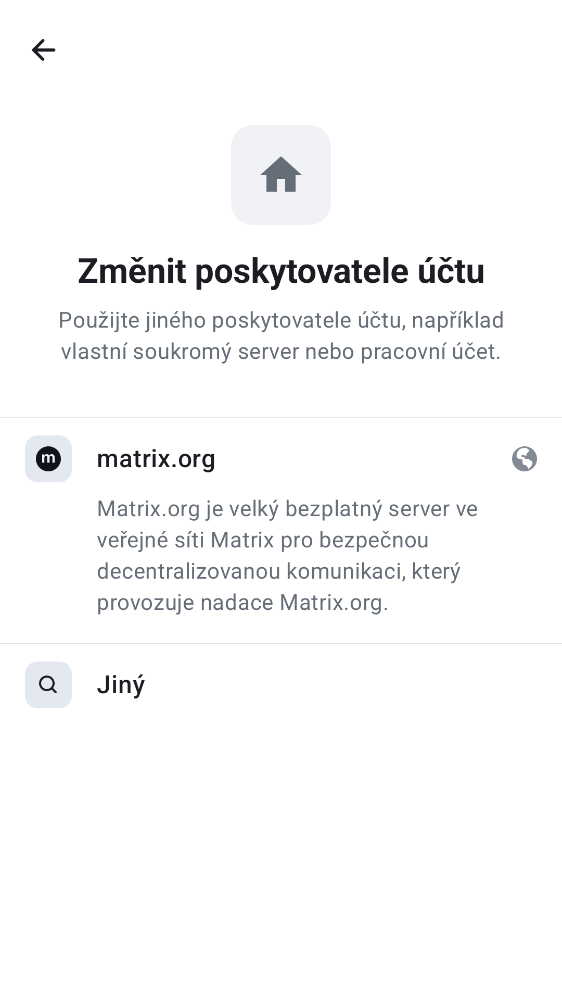 Změnit poskytovatele účtu
Použijte jiného poskytovatele účtu, například
vlastní soukromý server nebo pracovní účet.
m
matrix.org
Matrix.org je velký bezplatný server ve
veřejné síti Matrix pro bezpečnou
decentralizovanou komunikaci, který
provozuje nadace Matrix.org.
Jiný